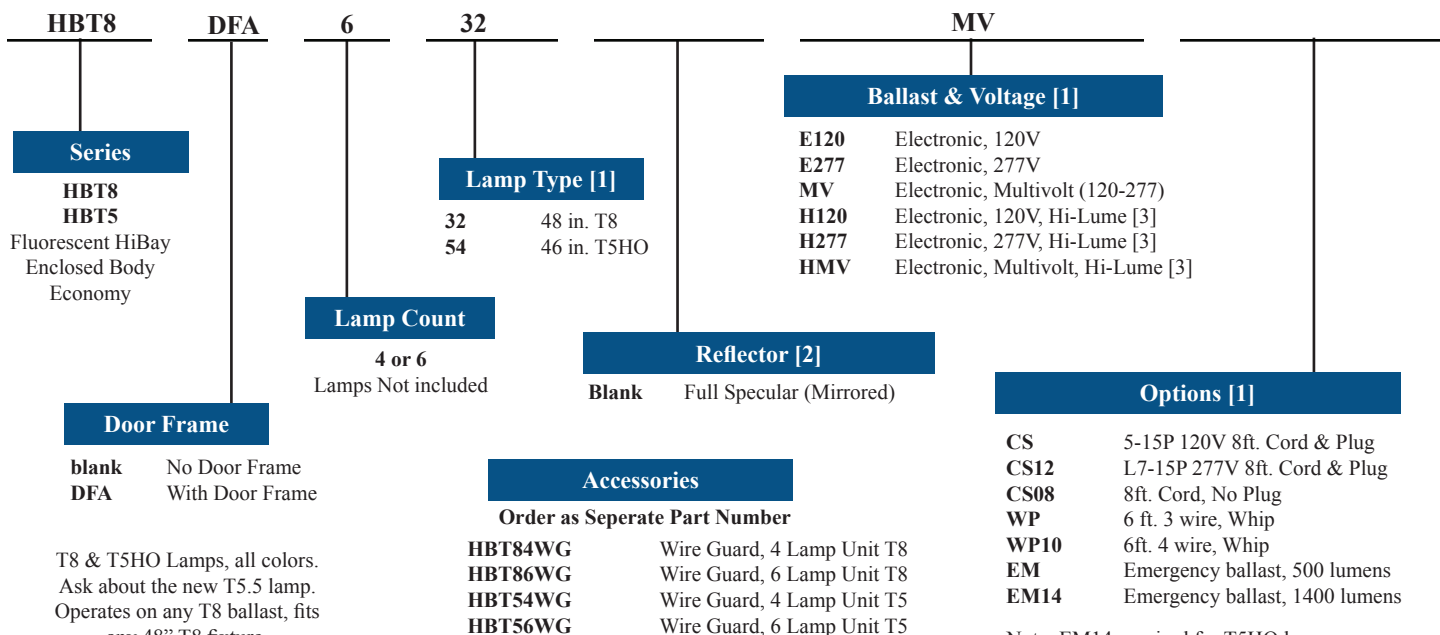 HBT8 DFA 6 32 MV
Ballast & Voltage [1]
E120 Electronic, 120V
E277 Electronic, 277V
MV Electronic, Multivolt (120-277)
H120 Electronic, 120V, Hi-Lume [3]
H277 Electronic, 277V, Hi-Lume [3]
HMV Electronic, Multivolt, Hi-Lume [3]
Series
HBT8
HBT5
Fluorescent HiBay
Enclosed Body
Economy
Lamp Type [1]
32 48 in. T8
54 46 in. T5HO
Lamp Count
4 or 6
Lamps Not included
Reflector [2]
Blank Full Specular (Mirrored)
Door Frame
blank No Door Frame
DFA With Door Frame
Options [1]
CS 5-15P 120V 8ft. Cord & Plug
CS12 L7-15P 277V 8ft. Cord & Plug
CS08 8ft. Cord, No Plug
WP 6 ft. 3 wire, Whip
WP10 6ft. 4 wire, Whip
EM Emergency ballast, 500 lumens
EM14 Emergency ballast, 1400 lumens
Accessories
Order as Seperate Part Number
HBT84WG Wire Guard, 4 Lamp Unit T8
HBT86WG Wire Guard, 6 Lamp Unit T8
HBT54WG Wire Guard, 4 Lamp Unit T5
HBT56WG Wire Guard, 6 Lamp Unit T5
T8 & T5HO Lamps, all colors.
Ask about the new T5.5 lamp.
Operates on any T8 ballast, fits
any 48" T8 fixture